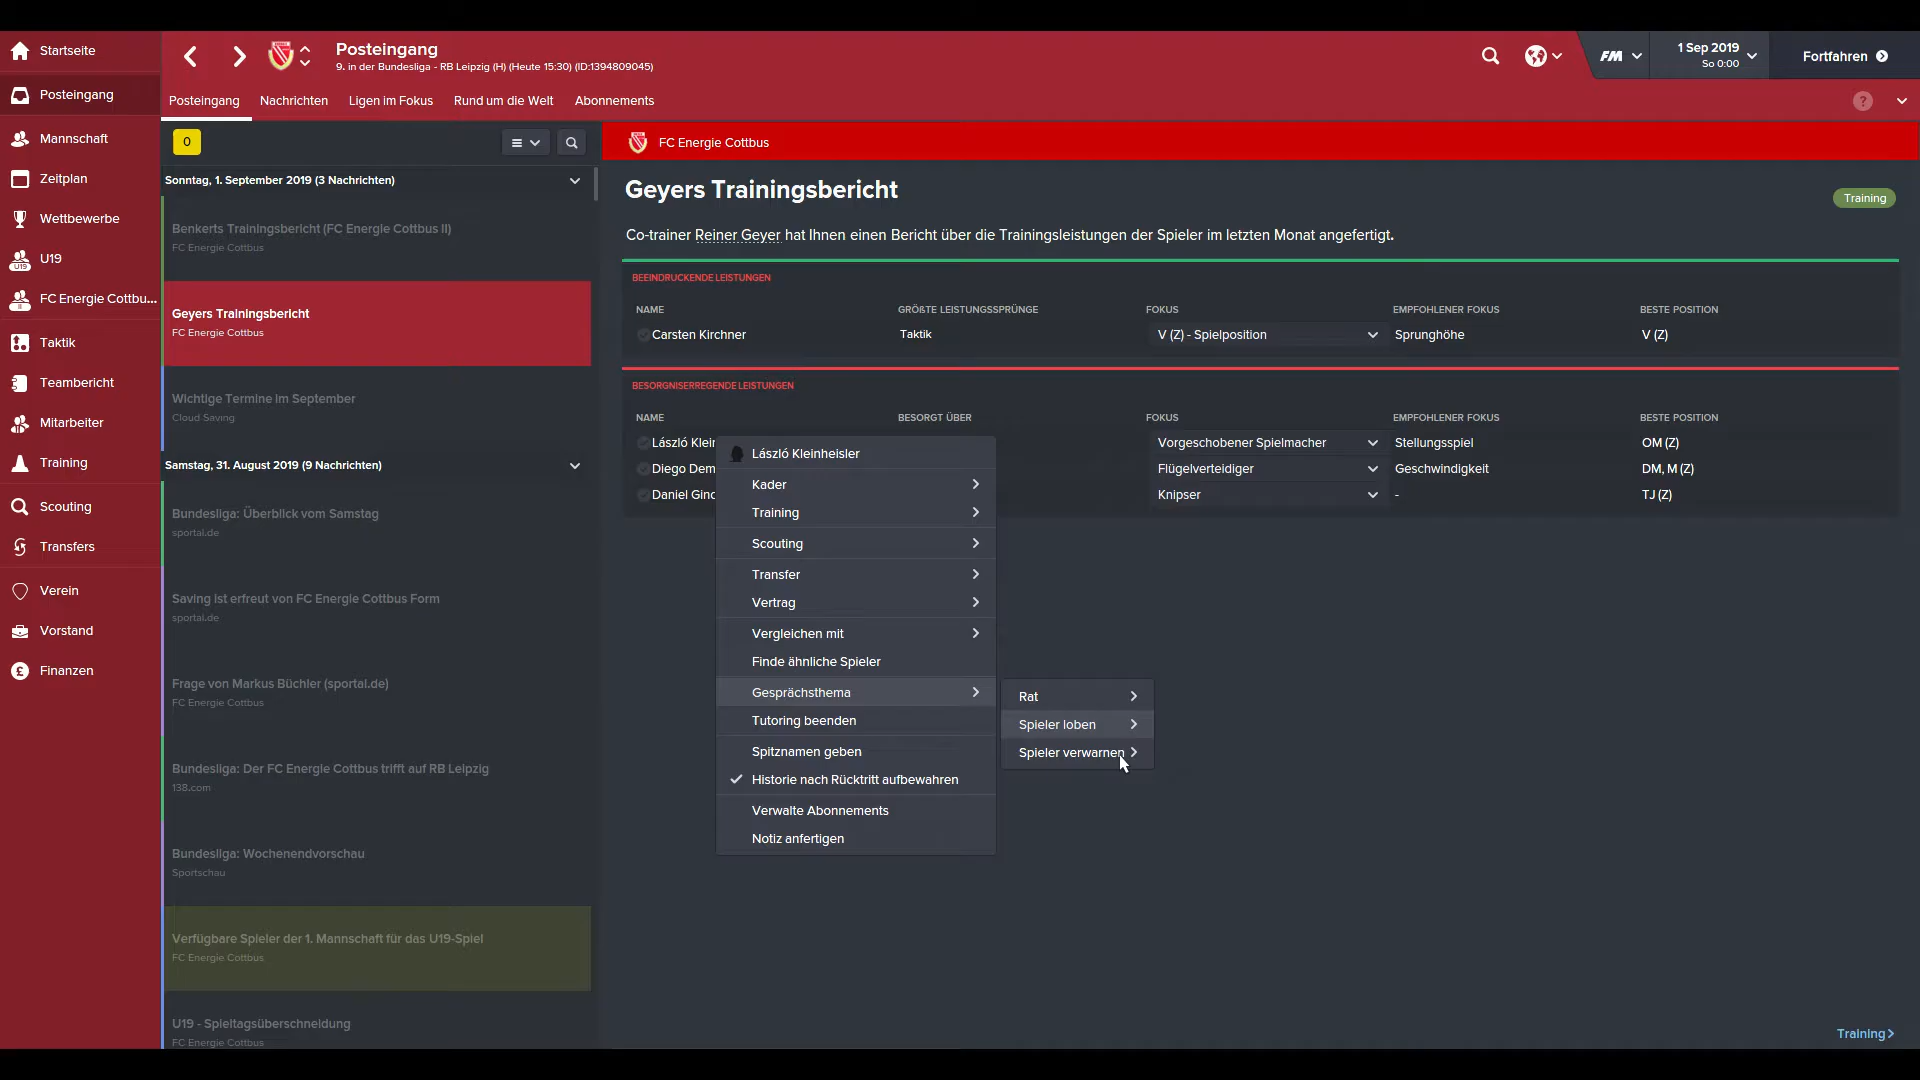 Startseite
Posteingang
Mannschaft
Zeitplan
Wettbewerbe
U19
U19
FC Energie Cottbu...
II
Taktik
Teambericht
Mitarbeiter
Training
Scouting
Transfers
Verein
Vorstand
Finanzen
Posteingang
9. in der Bundesliga - RB Leipzig (H) (Heute 15:30) (ID:1394809045)
FM
1 Sep 2019
So 0:00
Fortfahren
Posteingang
Nachrichten
Ligen im Fokus
Rund um die Welt
Abonnements
?
0
Sonntag, 1. September 2019 (3 Nachrichten)
Benkerts Trainingsbericht (FC Energie Cottbus II)
FC Energie Cottbus
Geyers Trainingsbericht
FC Energie Cottbus
Wichtige Termine im September
Cloud Saving
Samstag, 31. August 2019 (9 Nachrichten)
Bundesliga: Überblick vom Samstag
sportal.de
Saving ist erfreut von FC Energie Cottbus Form
sportal.de
Frage von Markus Büchler (sportal.de)
FC Energie Cottbus
Bundesliga: Der FC Energie Cottbus trifft auf RB Leipzig
138.com
Bundesliga: Wochenendvorschau
Sportschau
Verfügbare Spieler der 1. Mannschaft für das U19-Spiel
FC Energie Cottbus
U19 - Spieltagsüberschneidung
FC Energie Cottbus
FC Energie Cottbus
Geyers Trainingsbericht
Training
Co-trainer Reiner Geyer hat Ihnen einen Bericht über die Trainingsleistungen der Spieler im letzten Monat angefertigt.
BEEINDRUCKENDE LEISTUNGEN
NAME GRÖßTE LEISTUNGSSPRÜNGE FOKUS EMPFOHLENER FOKUS BESTE POSITION
Carsten Kirchner Taktik V (Z) - Spielposition Sprunghöhe V (Z)
BESORGNISERREGENDE LEISTUNGEN
NAME BESORGT ÜBER FOKUS EMPFOHLENER FOKUS BESTE POSITION
László Klei Vorgeschobener Spielmacher Stellungsspiel OM (Z)
Diego Dem Flügelverteidiger Geschwindigkeit DM, M (Z)
Daniel Ginc Knipser - TJ (Z)
László Kleinheisler
Kader
Training
Scouting
Transfer
Vertrag
Vergleichen mit
Finde ähnliche Spieler
Gesprächsthema
Tutoring beenden
Spitznamen geben
Historie nach Rücktritt aufbewahren
Verwalte Abonnements
Notiz anfertigen
Rat
Spieler loben
Spieler verwarnen
Training